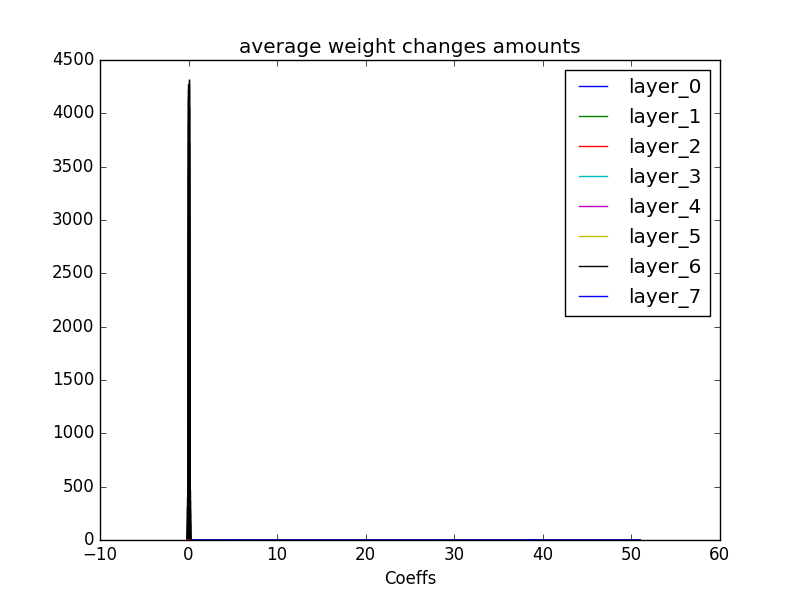 average weight changes amounts
4500
4000
3500
3000
2500
2000
1500
1000
500
0
−10
0
10
20
30
40
50
60
Coeffs
layer_0
layer_1
layer_2
layer_3
layer_4
layer_5
layer_6
layer_7